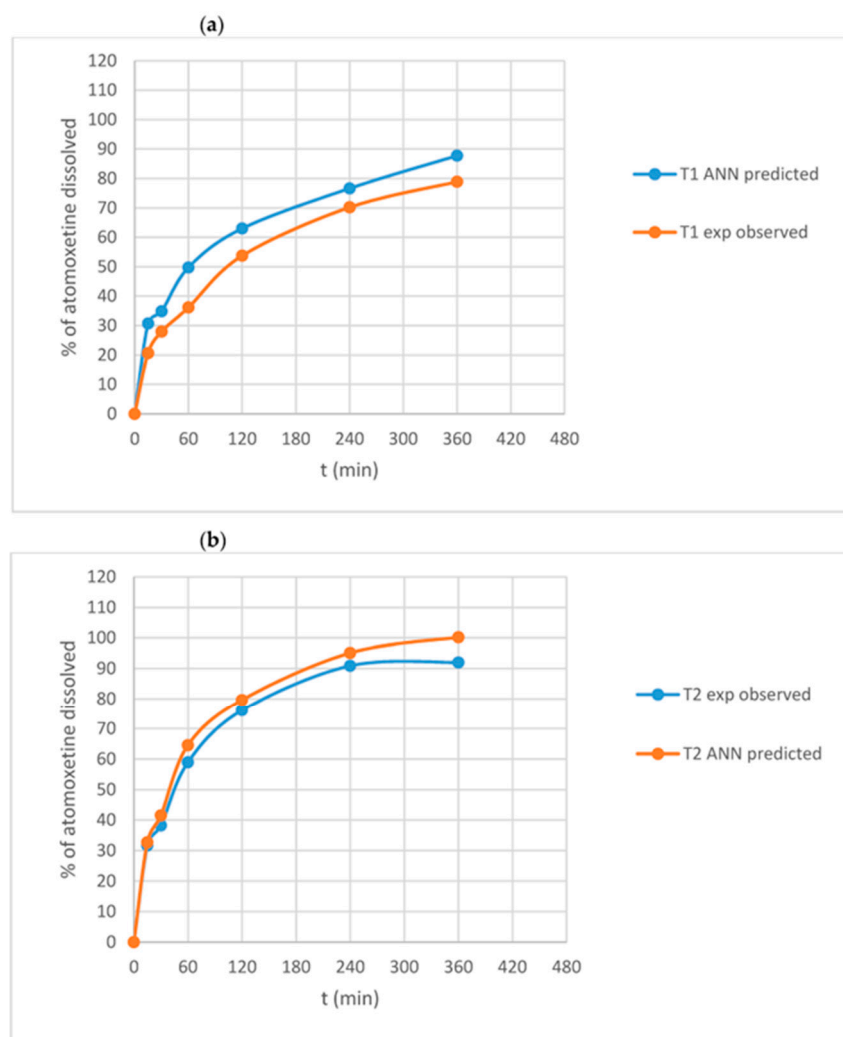 (a)
120
110
100
90
80
70
60
50
40
30
20
10
0
% of atomoxetine dissolved
0 60 120 180 240 300 360 420 480
t (min)
T1 ANN predicted
T1 exp observed
(b)
120
110
100
90
80
70
60
50
40
30
20
10
0
% of atomoxetine dissolved
0 60 120 180 240 300 360 420 480
t (min)
T2 exp observed
T2 ANN predicted